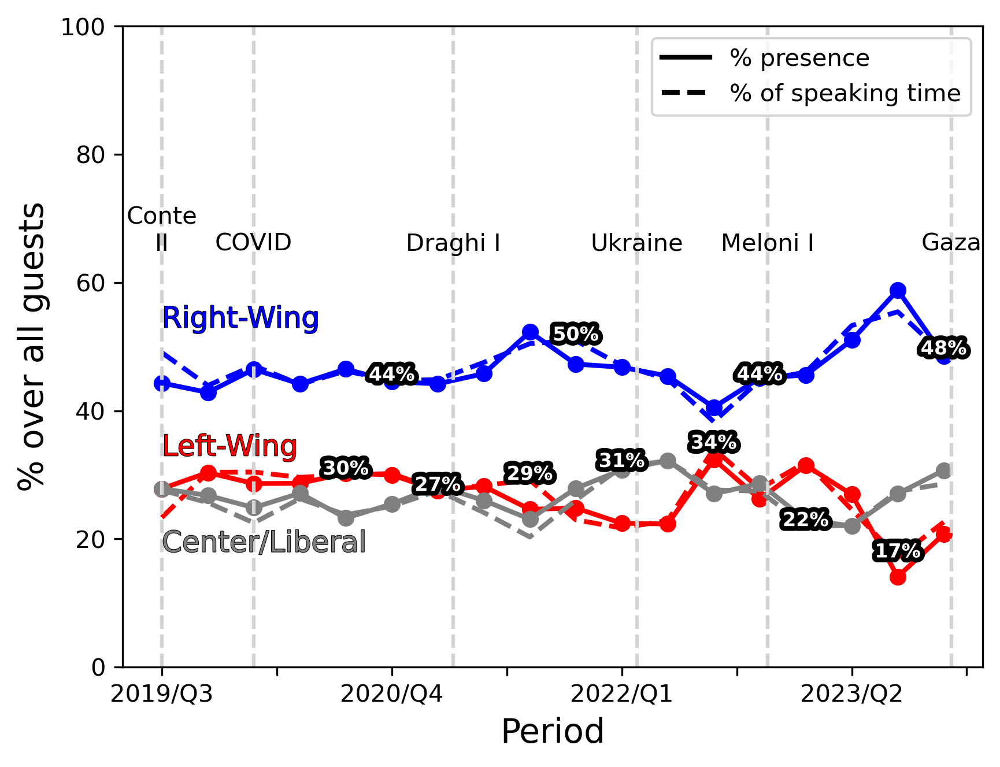 100
80
60
40
20
0
% over all guests
% presence
% of speaking time
Conte
II
COVID
Draghi I
Ukraine
Meloni I
Gaza
Right-Wing
Left-Wing
Center/Liberal
44%
50%
44%
48%
30%
27%
29%
31%
34%
22%
17%
2019/Q3
2020/Q4
2022/Q1
2023/Q2
Period